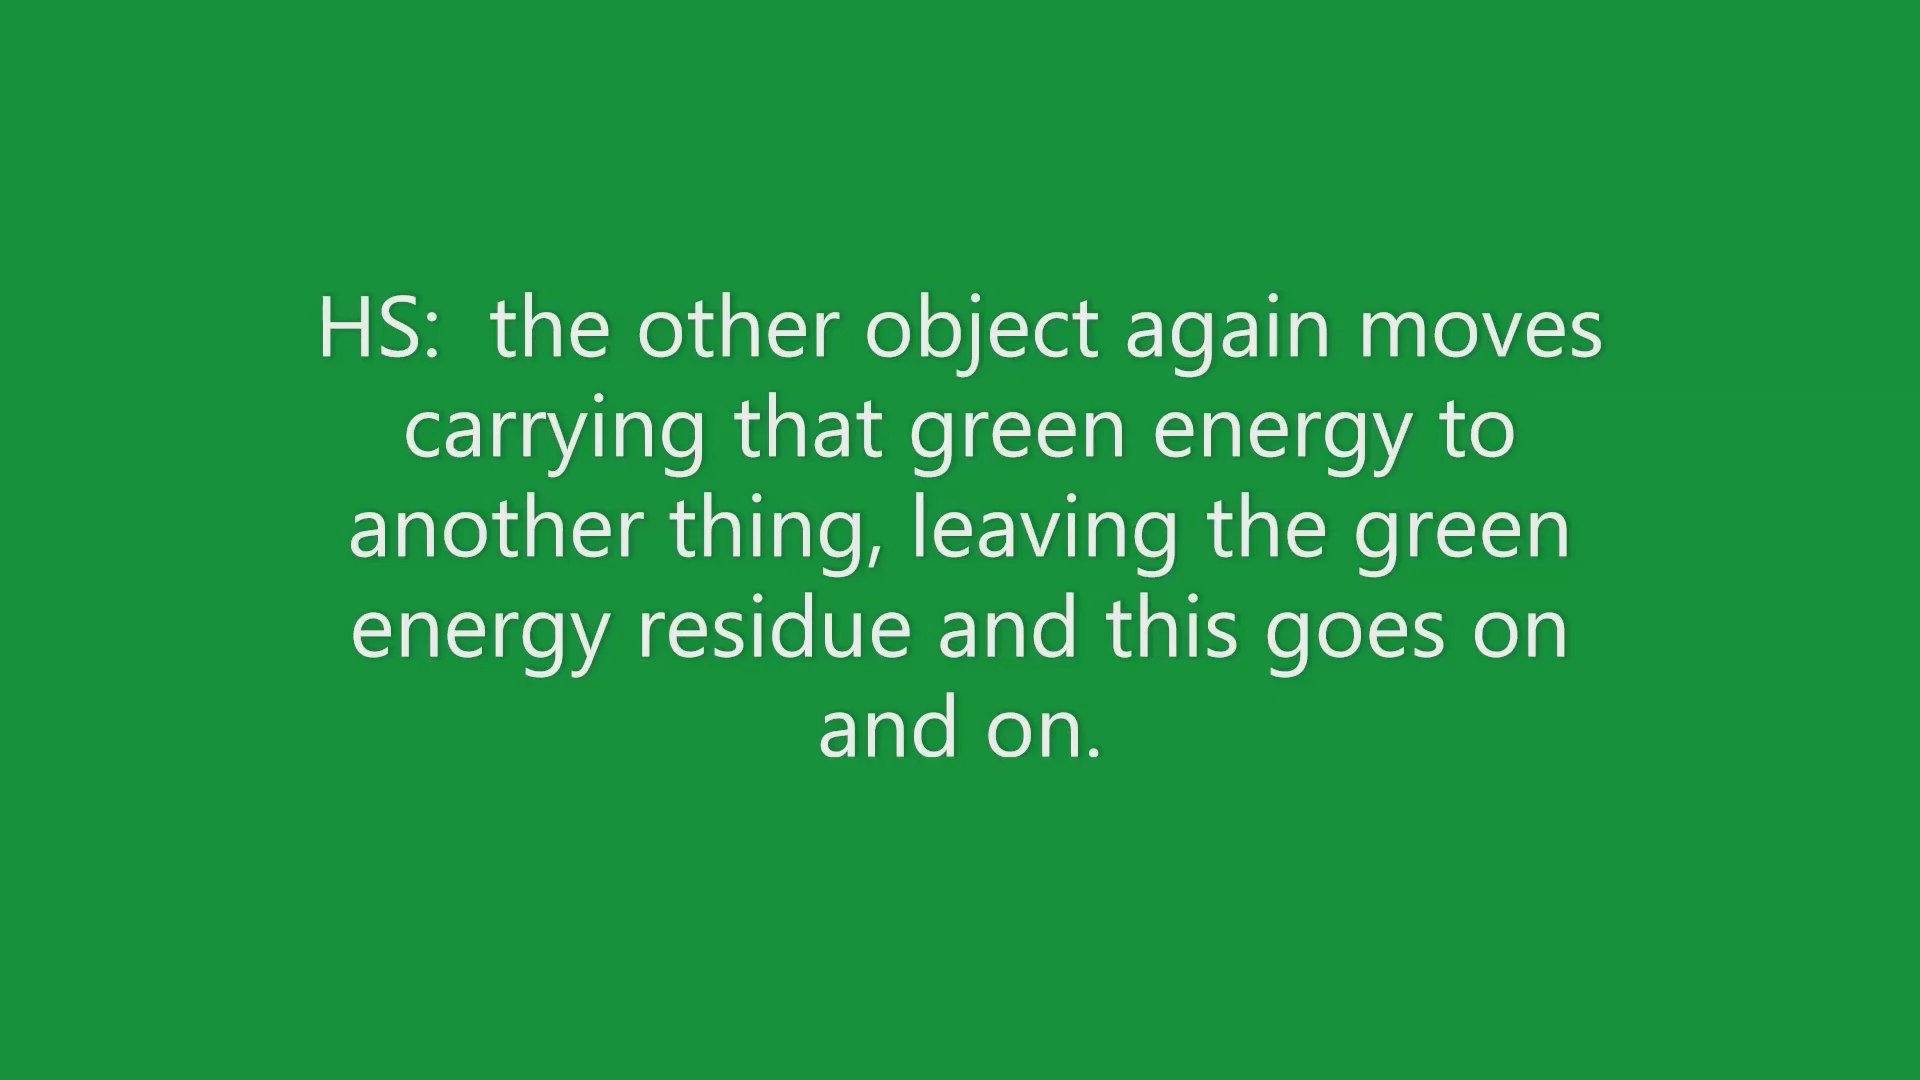 HS:  the other object again moves
carrying that green energy to
another thing, leaving the green
energy residue and this goes on
and on.